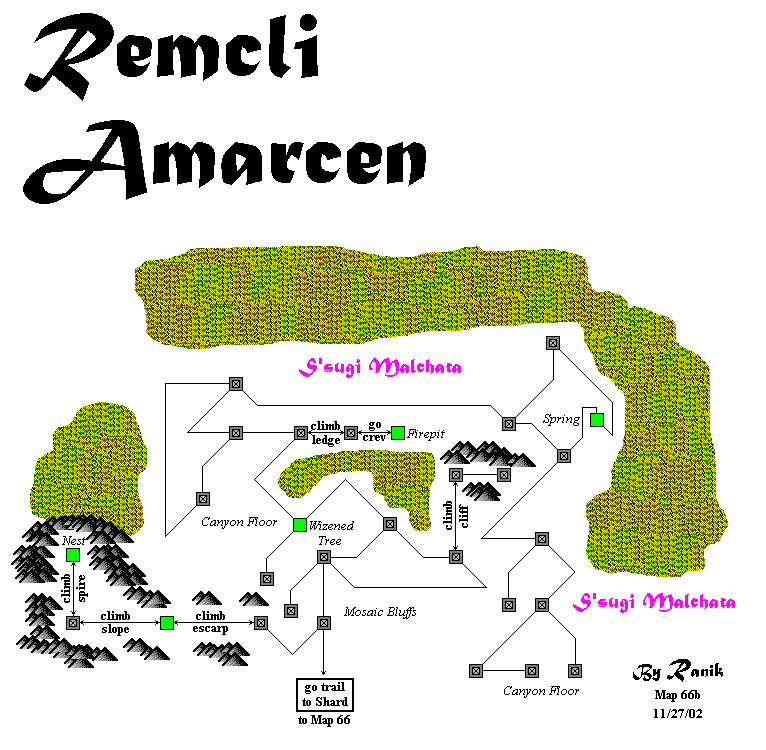 Remcli
Amarcen
S'sugi Malchata
climb
ledge
go
crev
Firepit
Spring
Canyon Floor
Wizened
Tree
climb
cliff
Nest
climb
spire
climb
slope
climb
escarp
Mosaic Bluffs
S'sugi Malchata
Canyon Floor
go trail
to Shard
to Map 66
By Ranik
Map 66b
11/27/02